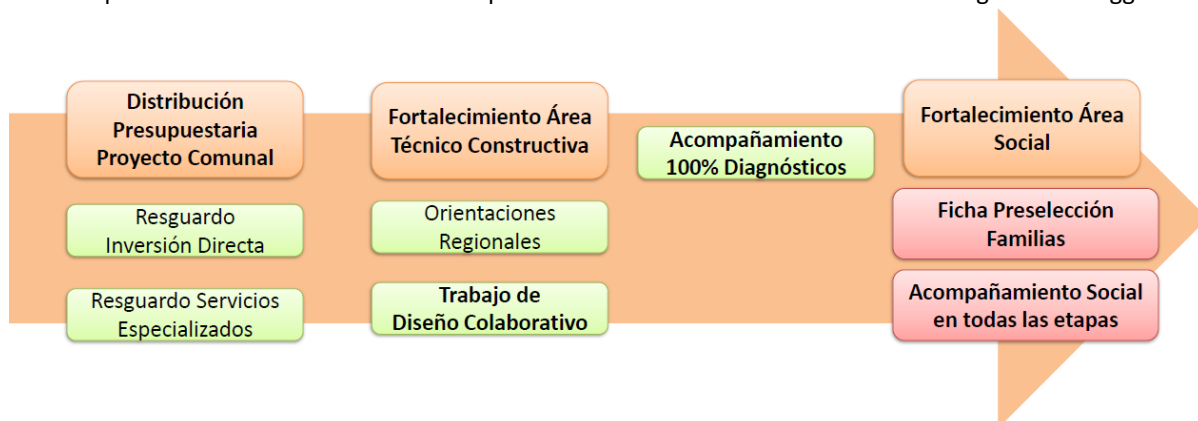 Distribución
Presupuestaria
Proyecto Comunal
Resguardo
Inversión Directa
Resguardo Servicios
Especializados
Fortalecimiento Área
Técnico Constructiva
Orientaciones
Regionales
Trabajo de
Diseño Colaborativo
Acompañamiento
100% Diagnósticos
Fortalecimiento Área
Social
Ficha Preselección
Familias
Acompañamiento Social
en todas las etapas